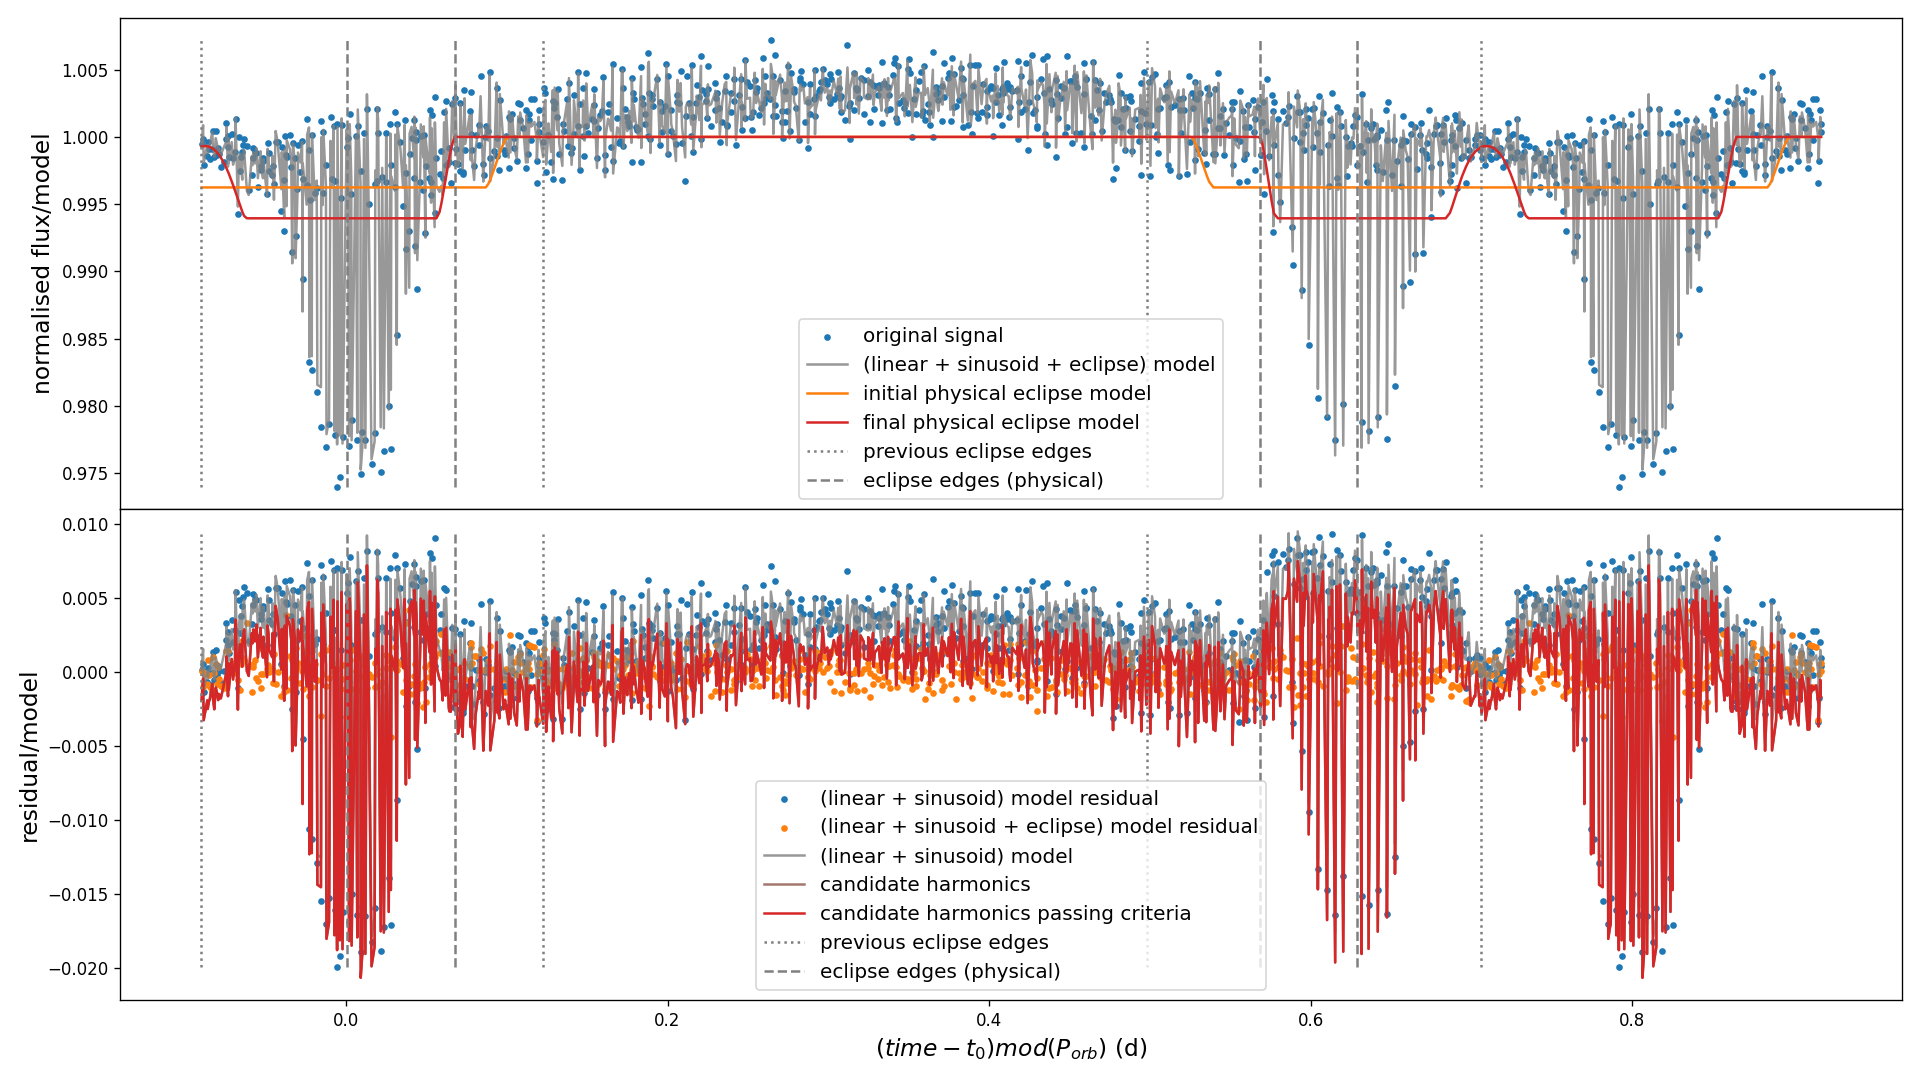 normalised flux/model
1.005
1.000
0.995
0.990
0.985
0.980
0.975
original signal
(linear + sinusoid + eclipse) model
initial physical eclipse model
final physical eclipse model
previous eclipse edges
eclipse edges (physical)
residual/model
0.010
0.005
0.000
−0.005
−0.010
−0.015
−0.020
(linear + sinusoid) model residual
(linear + sinusoid + eclipse) model residual
(linear + sinusoid) model
candidate harmonics
candidate harmonics passing criteria
previous eclipse edges
eclipse edges (physical)
0.0 0.2 0.4 0.6 0.8
(time − t₀)mod(P_orb) (d)